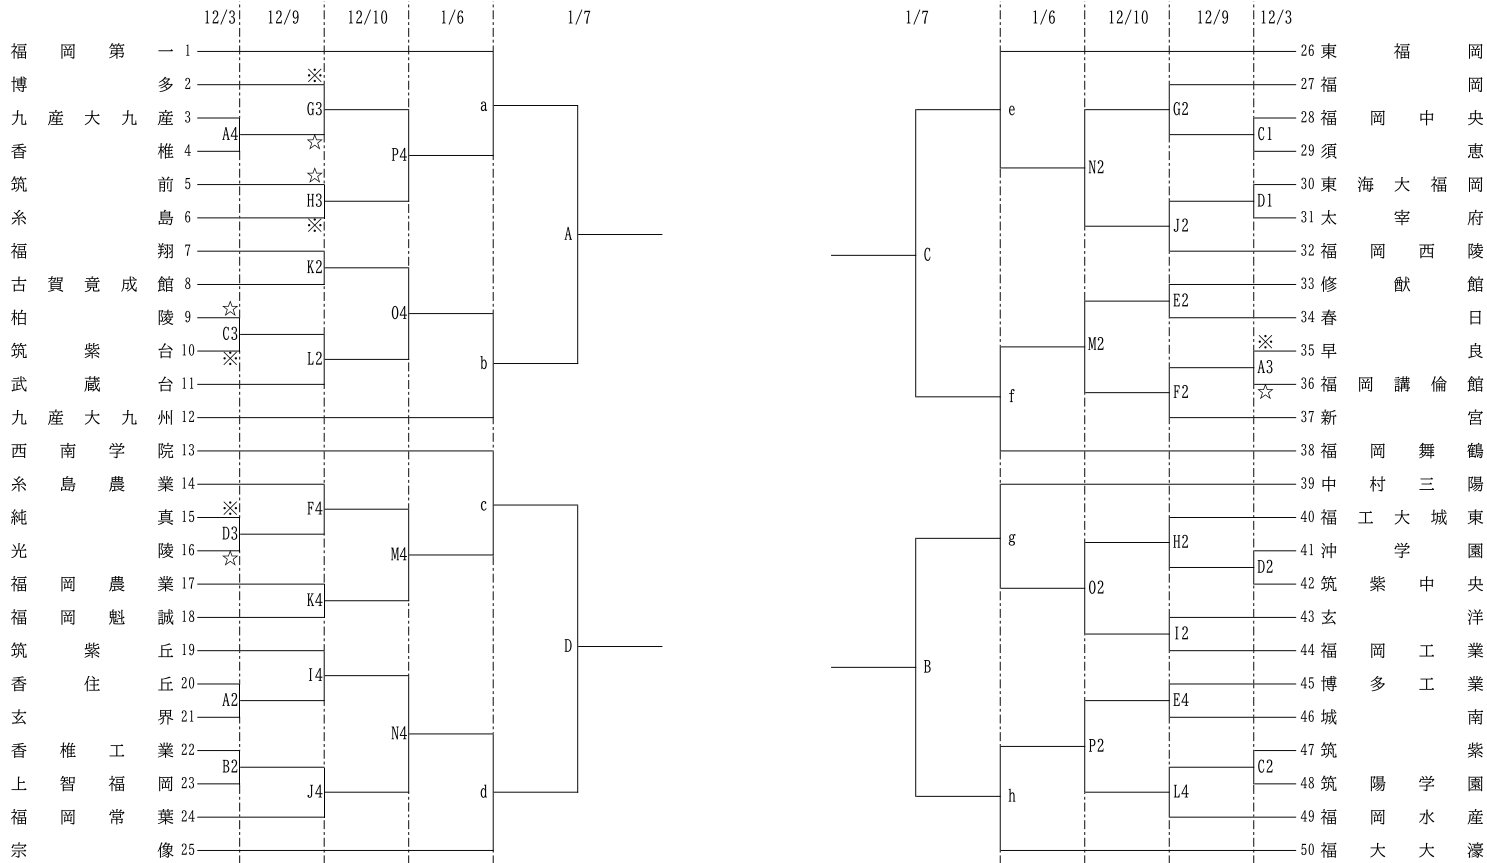 12/3 12/9 12/10 1/6 1/7
福岡第一 1
博多 2
九産大九産 3
香椎 4
筑前 5
糸島 6
福翔 7
古賀竟成館 8
柏陵 9
筑紫台 10
武蔵台 11
九産大九州 12
西南学院 13
糸島農業 14
純真 15
光陵 16
福岡農業 17
福岡魁誠 18
筑紫丘 19
香住丘 20
玄界 21
香椎工業 22
上智福岡 23
福岡常葉 24
宗像 25
A4
☆
※
C3
※
☆
D3
A2
B2
※
G3
☆
☆
H3
※
K2
L2
F4
K4
I4
J4
P4
O4
M4
N4
a
b
c
d
A
D
1/7 1/6 12/10 12/9 12/3
C
B
e
f
g
h
N2
M2
O2
P2
G2
J2
E2
F2
H2
I2
E4
L4
C1
D1
※
A3
☆
D2
C2
26 東福岡
27 福岡
28 福岡中央
29 須恵
30 東海大福岡
31 太宰府
32 福岡西陵
33 修猷館
34 春日
35 早良
36 福岡講倫館
37 新宮
38 福岡舞鶴
39 中村三陽
40 福工大城東
41 沖学園
42 筑紫中央
43 玄洋
44 福岡工業
45 博多工業
46 城南
47 筑紫
48 筑陽学園
49 福岡水産
50 福大大濠